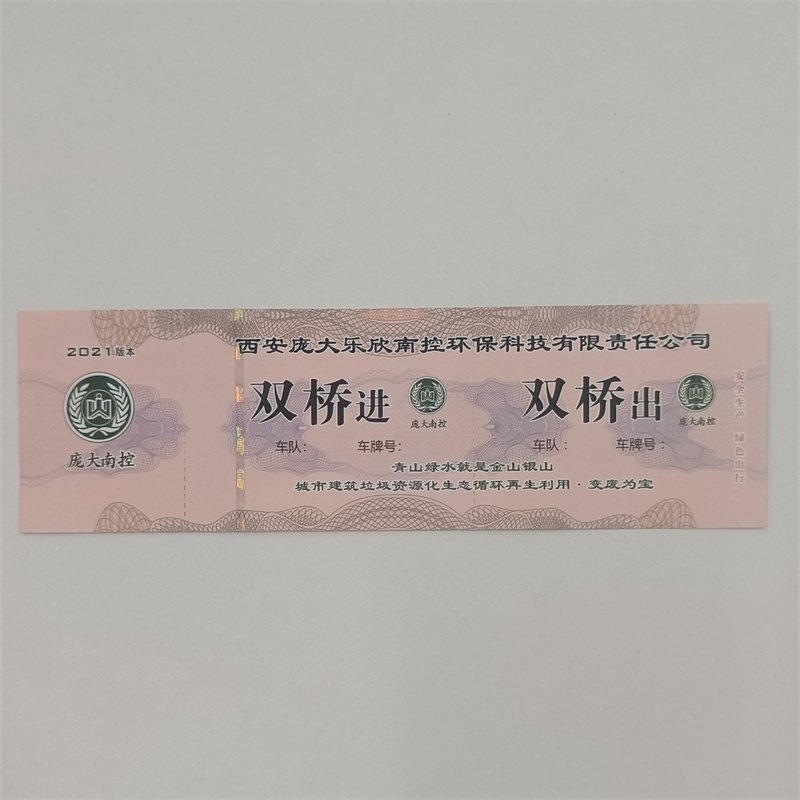 2021版本
庞大南控
西安庞大乐欣南控环保科技有限责任公司
双桥进
庞大南控
双桥出
庞大南控
车队：
车牌号：
车队：
车牌号：
青山绿水就是金山银山
城市建筑垃圾资源化生态循环再生利用·变废为宝
安全生产 绿色出行